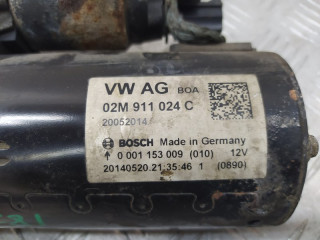 VW AG BOA
02M 911 024 C
20052014
BOSCH Made in Germany
0 001 153 009 (010) 12V
20140520.21:35:46 1 (0890)